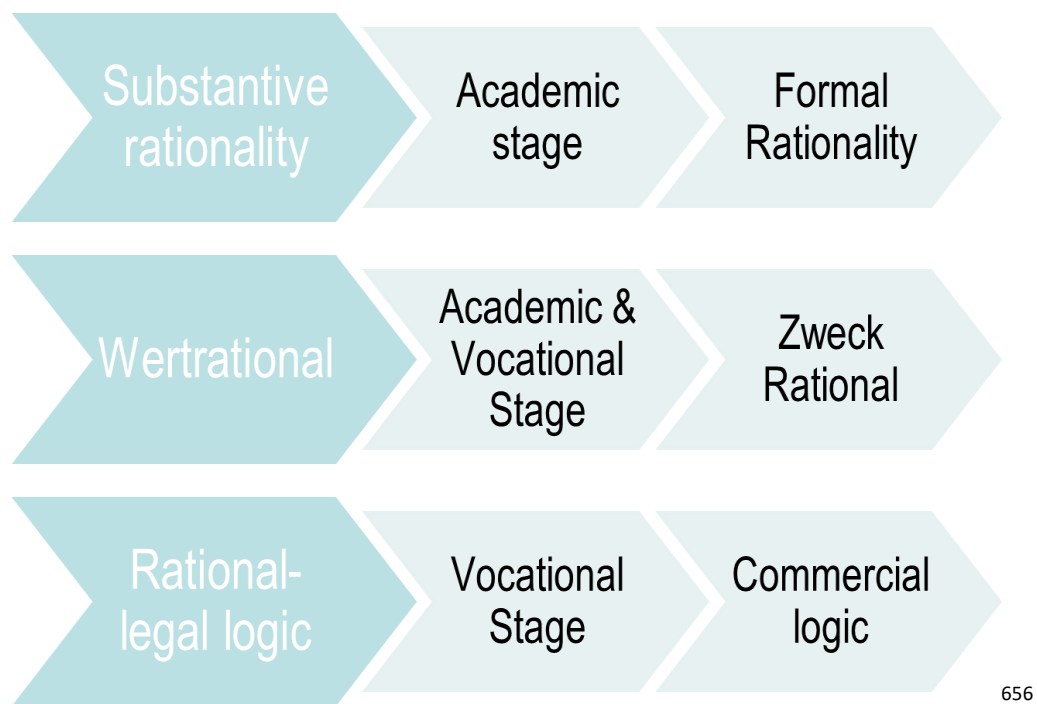 Substantive
rationality
Academic
stage
Formal
Rationality
Wertrational
Academic &
Vocational
Stage
Zweck
Rational
Rational-
legal logic
Vocational
Stage
Commercial
logic
656